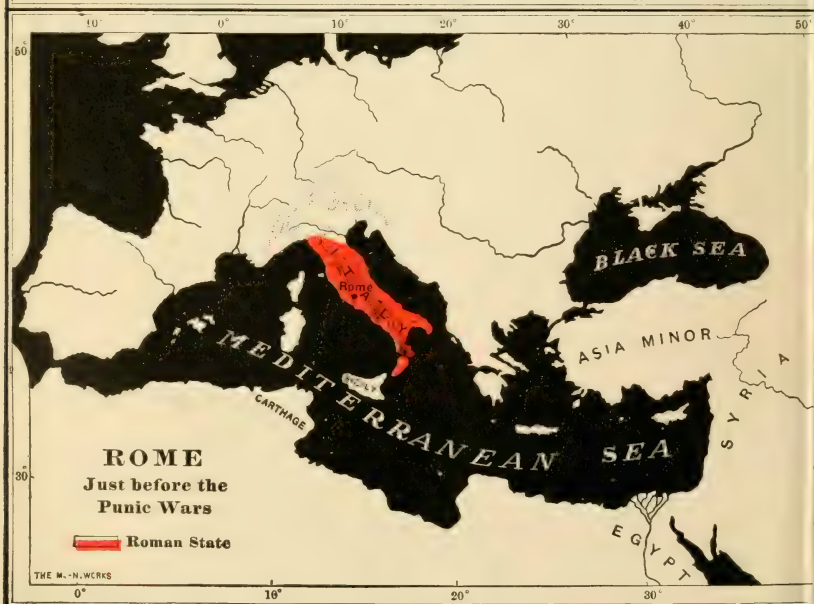 10° 0° 10° 20° 30° 40° 50°
50°
BLACK SEA
ITALY
Rome
ASIA MINOR
MEDITERRANEAN SEA
SICILY
SYRIA
CARTHAGE
ROME
Just before the
Punic Wars
30°
Roman State
EGYPT
THE M.-N. WORKS
0° 10° 20° 30°